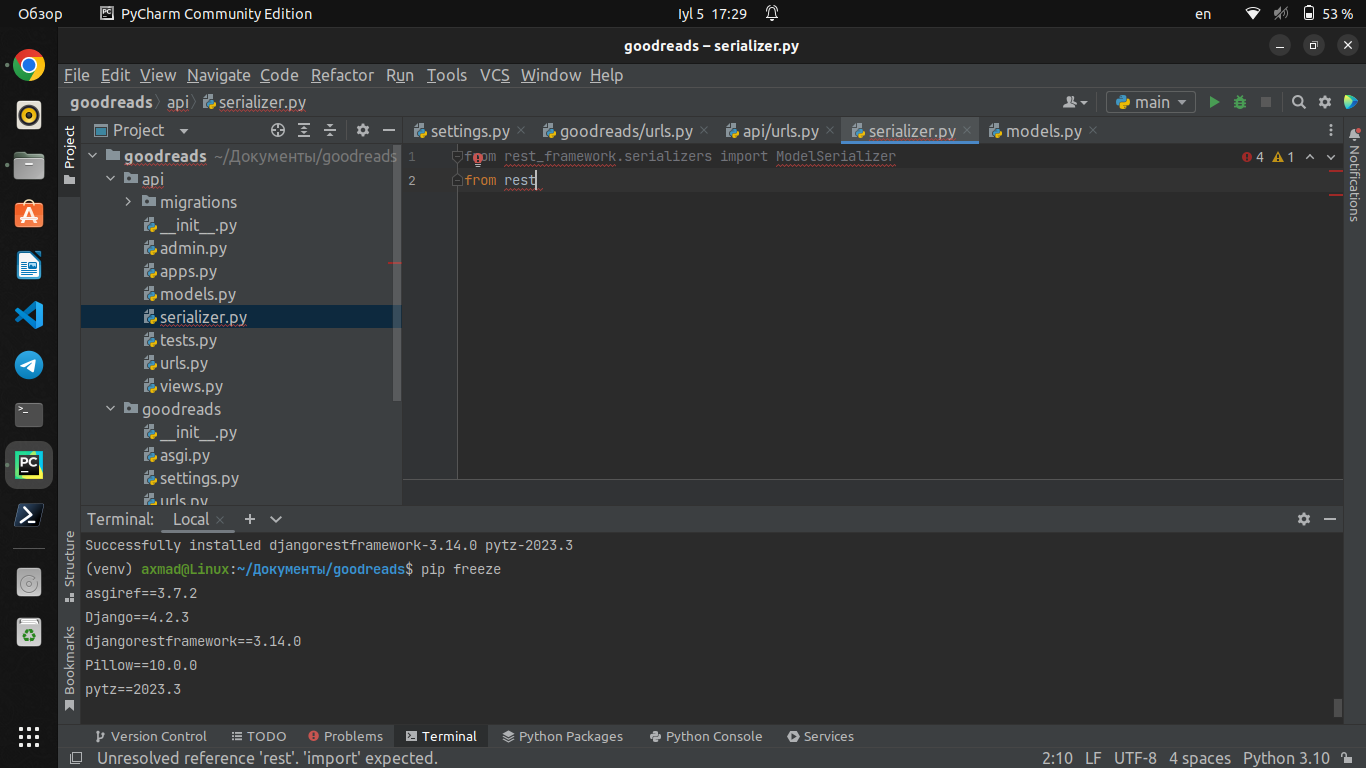 Обзор PyCharm Community Edition Iyl 5 17:29 en 53 %
goodreads – serializer.py
File Edit View Navigate Code Refactor Run Tools VCS Window Help
goodreads api serializer.py main
Project
Project
goodreads ~/Документы/goodreads
api
migrations
__init__.py
admin.py
apps.py
models.py
serializer.py
tests.py
urls.py
views.py
goodreads
__init__.py
asgi.py
settings.py
urls.py
settings.py goodreads/urls.py api/urls.py serializer.py models.py
1 from rest_framework.serializers import ModelSerializer 4 1
2 from rest
Notifications
Structure
Bookmarks
Terminal: Local
Successfully installed djangorestframework-3.14.0 pytz-2023.3
(venv) axmad@Linux:~/Документы/goodreads$ pip freeze
asgiref==3.7.2
Django==4.2.3
djangorestframework==3.14.0
Pillow==10.0.0
pytz==2023.3
Version Control TODO Problems Terminal Python Packages Python Console Services
Unresolved reference 'rest'. 'import' expected. 2:10 LF UTF-8 4 spaces Python 3.10